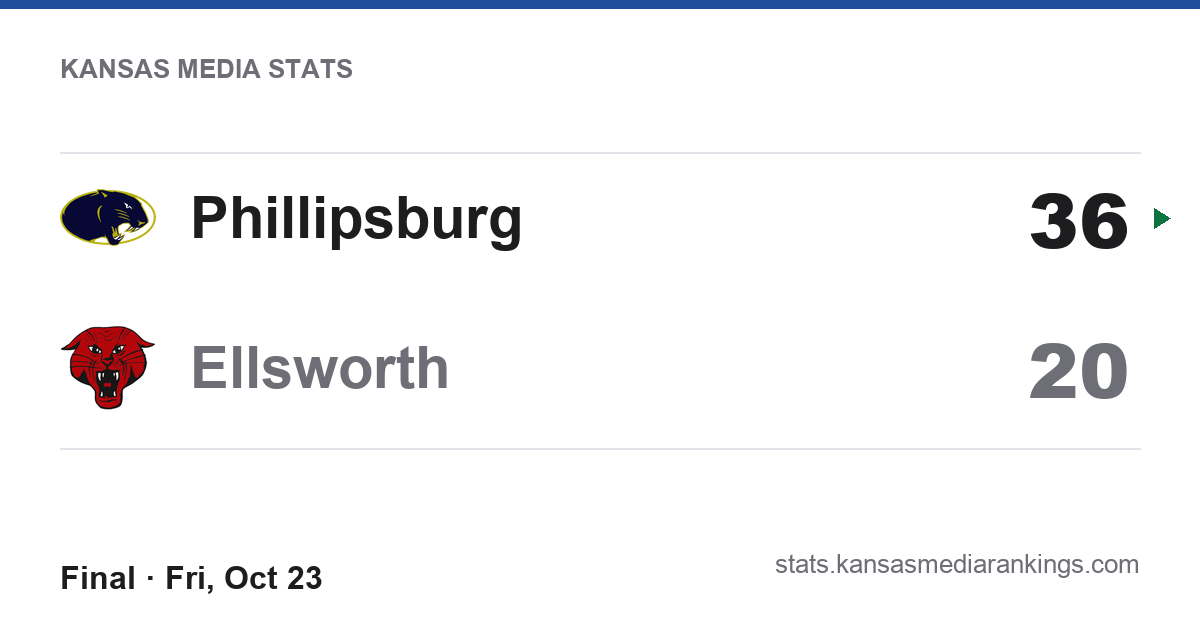 KANSAS MEDIA STATS
Phillipsburg 36
Ellsworth 20
Final · Fri, Oct 23
stats.kansasmediarankings.com